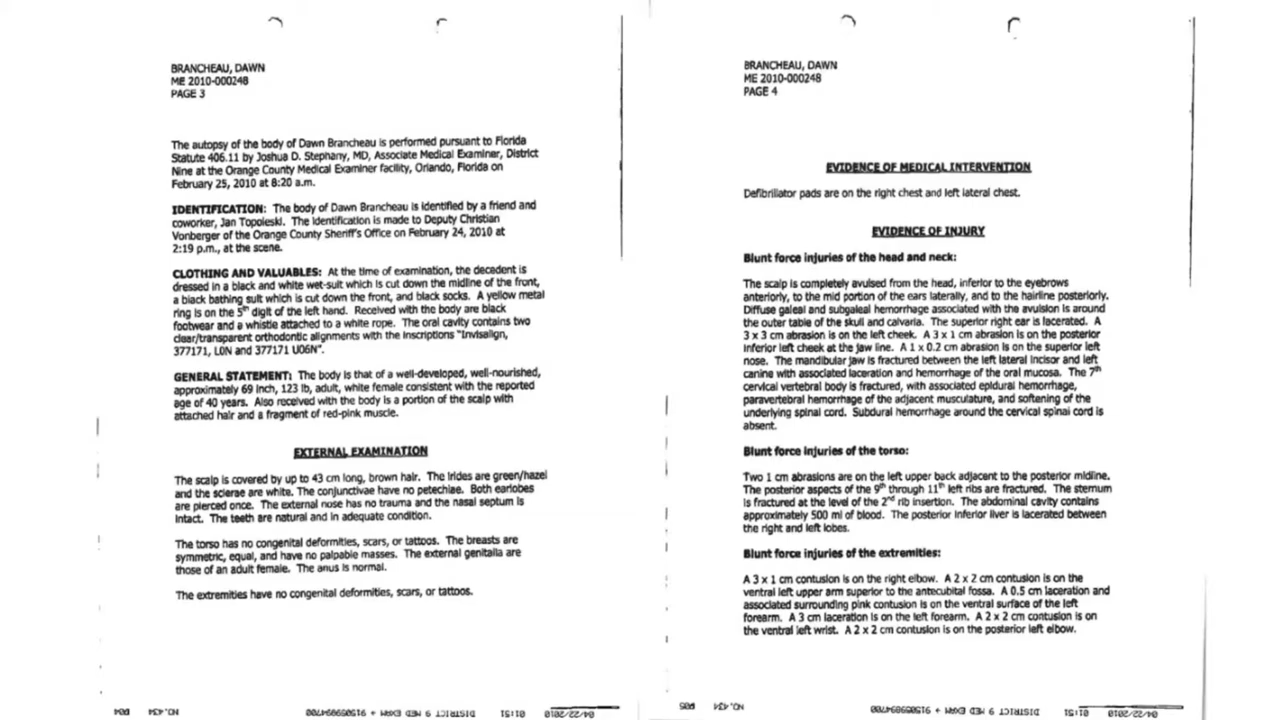 BRANCHEAU, DAWN
ME 2010-000248
PAGE 3
The autopsy of the body of Dawn Brancheau is performed pursuant to Florida
Statute 406.11 by Joshua D. Stephany, MD, Associate Medical Examiner, District
Nine at the Orange County Medical Examiner facility, Orlando, Florida on
February 25, 2010 at 8:20 a.m.
IDENTIFICATION: The body of Dawn Brancheau is identified by a friend and
coworker, Jan Topoleski. The identification is made to Deputy Christian
Vonberger of the Orange County Sheriff's Office on February 24, 2010 at
2:19 p.m., at the scene.
CLOTHING AND VALUABLES: At the time of examination, the decedent is
dressed in a black and white wet-suit which is cut down the midline of the front,
a black bathing suit which is cut down the front, and black socks. A yellow metal
ring is on the 5th digit of the left hand. Received with the body are black
footwear and a whistle attached to a white rope. The oral cavity contains two
clear/transparent orthodontic alignments with the inscriptions "Invisalign,
377171, L0N and 377171 U06N".
GENERAL STATEMENT: The body is that of a well-developed, well-nourished,
approximately 69 inch, 123 lb, adult, white female consistent with the reported
age of 40 years. Also received with the body is a portion of the scalp with
attached hair and a fragment of red-pink muscle.
EXTERNAL EXAMINATION
The scalp is covered by up to 43 cm long, brown hair. The irides are green/hazel
and the sclerae are white. The conjunctivae have no petechiae. Both earlobes
are pierced once. The external nose has no trauma and the nasal septum is
intact. The teeth are natural and in adequate condition.
The torso has no congenital deformities, scars, or tattoos. The breasts are
symmetric, equal, and have no palpable masses. The external genitalia are
those of an adult female. The anus is normal.
The extremities have no congenital deformities, scars, or tattoos.
04/22/2010 01:51 DISTRICT 9 MED EXAM → 915059994700 NO.434 P04
BRANCHEAU, DAWN
ME 2010-000248
PAGE 4
EVIDENCE OF MEDICAL INTERVENTION
Defibrillator pads are on the right chest and left lateral chest.
EVIDENCE OF INJURY
Blunt force injuries of the head and neck:
The scalp is completely avulsed from the head, inferior to the eyebrows
anteriorly, to the mid portion of the ears laterally, and to the hairline posteriorly.
Diffuse galeal and subgaleal hemorrhage associated with the avulsion is around
the outer table of the skull and calvaria. The superior right ear is lacerated. A
3 x 3 cm abrasion is on the left cheek. A 3 x 1 cm abrasion is on the posterior
inferior left cheek at the jaw line. A 1 x 0.2 cm abrasion is on the superior left
nose. The mandibular jaw is fractured between the left lateral incisor and left
canine with associated laceration and hemorrhage of the oral mucosa. The 7th
cervical vertebral body is fractured, with associated epidural hemorrhage,
paravertebral hemorrhage of the adjacent musculature, and softening of the
underlying spinal cord. Subdural hemorrhage around the cervical spinal cord is
absent.
Blunt force injuries of the torso:
Two 1 cm abrasions are on the left upper back adjacent to the posterior midline.
The posterior aspects of the 9th through 11th left ribs are fractured. The sternum
is fractured at the level of the 2nd rib insertion. The abdominal cavity contains
approximately 500 ml of blood. The posterior inferior liver is lacerated between
the right and left lobes.
Blunt force injuries of the extremities:
A 3 x 1 cm contusion is on the right elbow. A 2 x 2 cm contusion is on the
ventral left upper arm superior to the antecubital fossa. A 0.5 cm laceration and
associated surrounding pink contusion is on the ventral surface of the left
forearm. A 3 cm laceration is on the left forearm. A 2 x 2 cm contusion is on
the ventral left wrist. A 2 x 2 cm contusion is on the posterior left elbow.
04/22/2010 01:51 DISTRICT 9 MED EXAM → NO.434 P05